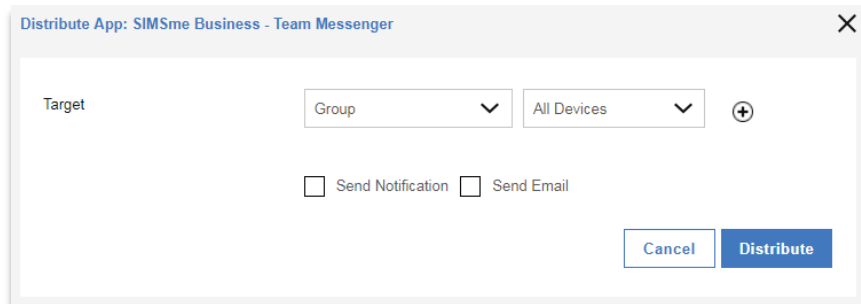 Distribute App: SIMSme Business - Team Messenger
Target Group All Devices
Send Notification Send Email
Cancel Distribute